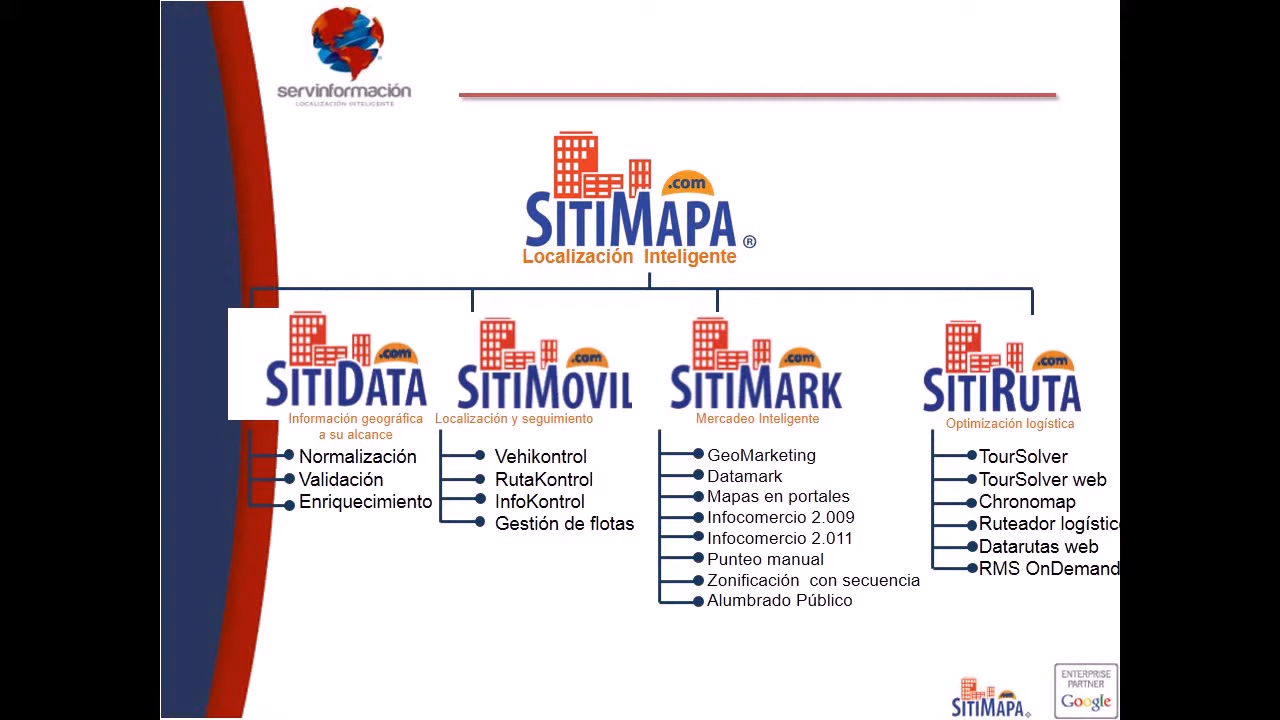 servinformación
LOCALIZACIÓN INTELIGENTE
.com
SITIMAPA ®
Localización Inteligente
.com
SITIDATA
Información geográfica
a su alcance
Normalización
Validación
Enriquecimiento
.com
SITIMOVIL
Localización y seguimiento
Vehikontrol
RutaKontrol
InfoKontrol
Gestión de flotas
.com
SITIMARK
Mercadeo Inteligente
GeoMarketing
Datamark
Mapas en portales
Infocomercio 2.009
Infocomercio 2.011
Punteo manual
Zonificación con secuencia
Alumbrado Público
.com
SITIRUTA
Optimización logística
TourSolver
TourSolver web
Chronomap
Ruteador logístic
Datarutas web
RMS OnDemand
SITIMAPA
ENTERPRISE
PARTNER
Google